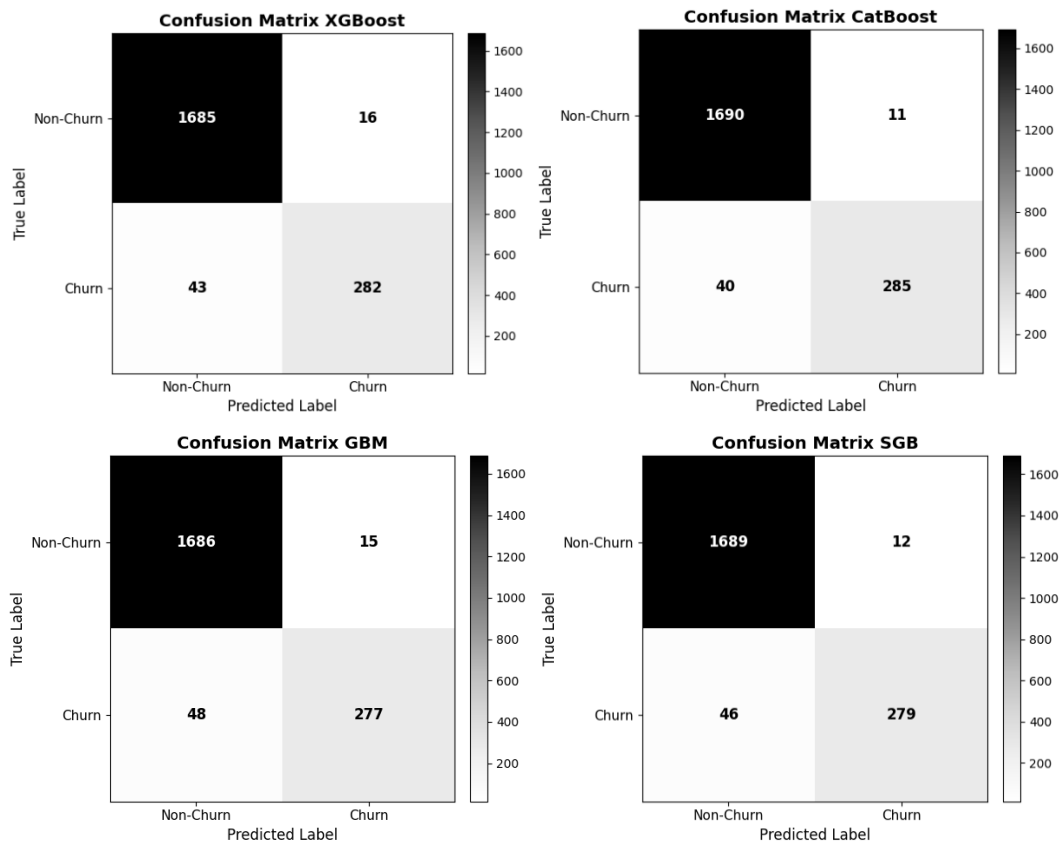 Confusion Matrix XGBoost
True Label
Non-Churn
Churn
1685
16
43
282
Non-Churn
Churn
Predicted Label
1600
1400
1200
1000
800
600
400
200
Confusion Matrix CatBoost
True Label
Non-Churn
Churn
1690
11
40
285
Non-Churn
Churn
Predicted Label
1600
1400
1200
1000
800
600
400
200
Confusion Matrix GBM
True Label
Non-Churn
Churn
1686
15
48
277
Non-Churn
Churn
Predicted Label
1600
1400
1200
1000
800
600
400
200
Confusion Matrix SGB
True Label
Non-Churn
Churn
1689
12
46
279
Non-Churn
Churn
Predicted Label
1600
1400
1200
1000
800
600
400
200